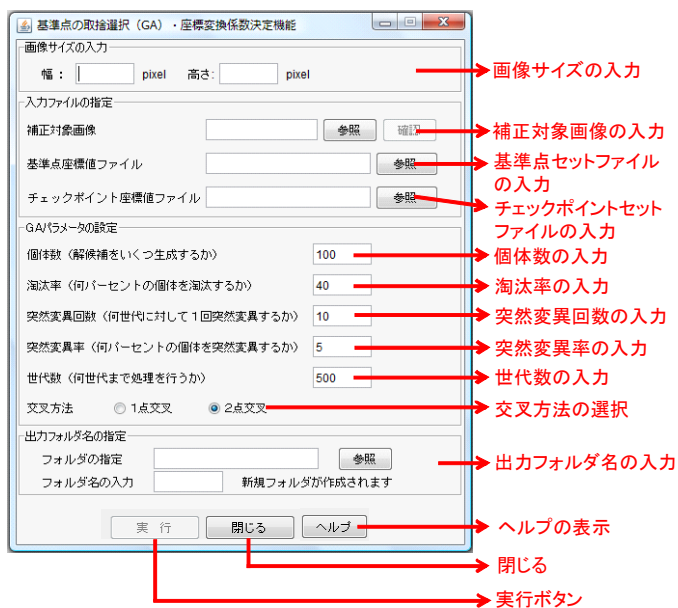 基準点の取捨選択（GA）・座標変換係数決定機能
画像サイズの入力
幅： pixel 高さ: pixel
画像サイズの入力
入力ファイルの指定
補正対象画像 参照 確認
補正対象画像の入力
基準点座標値ファイル 参照
基準点セットファイル
の入力
チェックポイント座標値ファイル 参照
チェックポイントセット
ファイルの入力
GAパラメータの設定
個体数（解候補をいくつ生成するか） 100
個体数の入力
淘汰率（何パーセントの個体を淘汰するか） 40
淘汰率の入力
突然変異回数（何世代に対して1回突然変異するか） 10
突然変異回数の入力
突然変異率（何パーセントの個体を突然変異するか） 5
突然変異率の入力
世代数（何世代まで処理を行うか） 500
世代数の入力
交叉方法 1点交叉 2点交叉
交叉方法の選択
出力フォルダ名の指定
フォルダの指定 参照
出力フォルダ名の入力
フォルダ名の入力 新規フォルダが作成されます
実 行 閉じる ヘルプ
ヘルプの表示
閉じる
実行ボタン